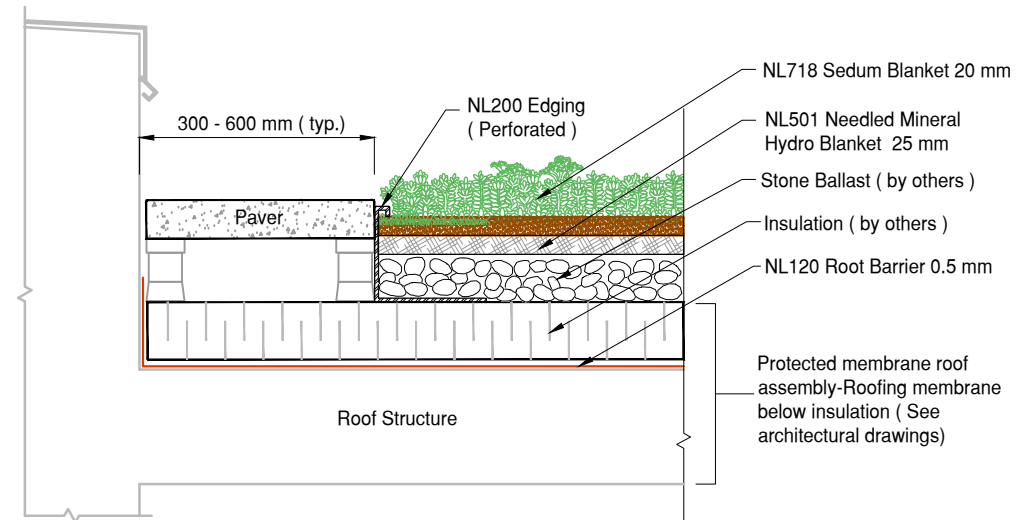 NL718 Sedum Blanket 20 mm
NL200 Edging
( Perforated )
300 - 600 mm ( typ.)
NL501 Needled Mineral
Hydro Blanket 25 mm
Stone Ballast ( by others )
Paver
Insulation ( by others )
NL120 Root Barrier 0.5 mm
Protected membrane roof
assembly-Roofing membrane
below insulation ( See
architectural drawings)
Roof Structure